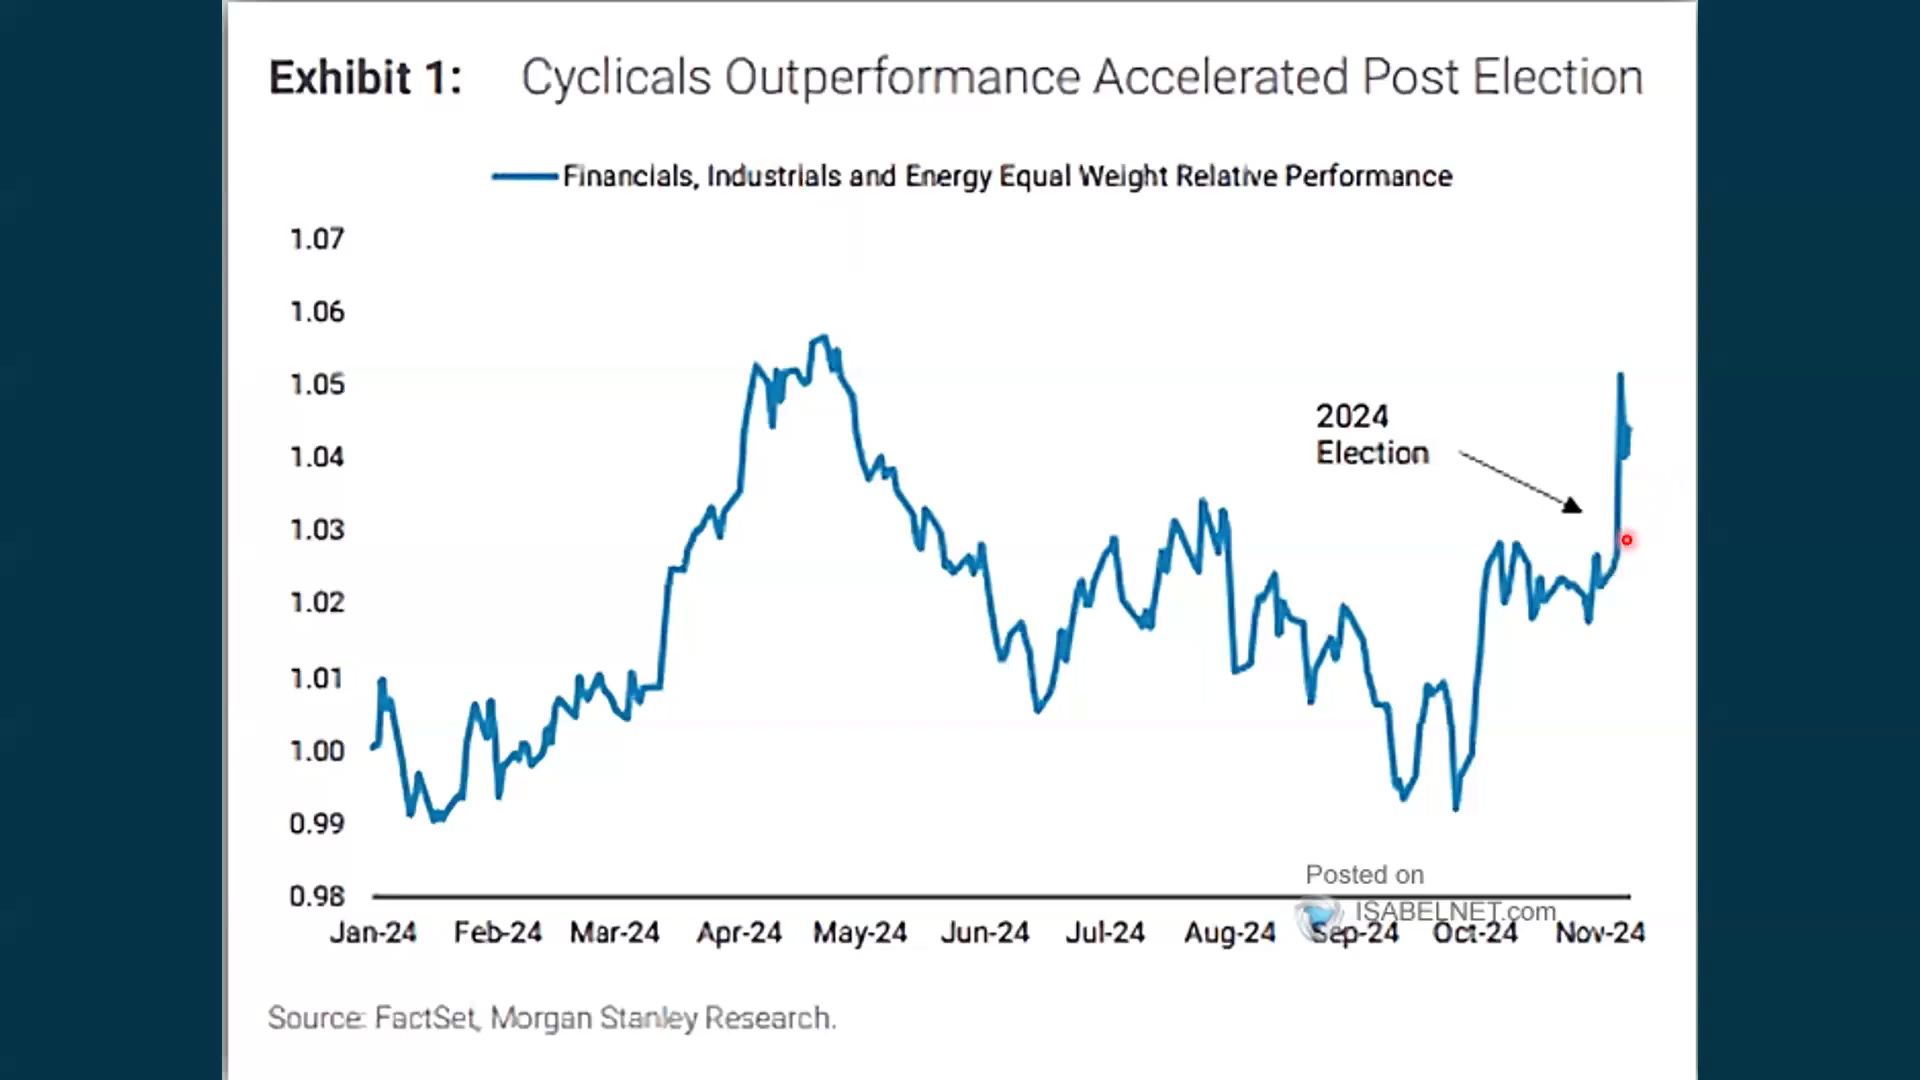 Exhibit 1: Cyclicals Outperformance Accelerated Post Election
Financials, Industrials and Energy Equal Weight Relative Performance
1.07
1.06
1.05
1.04
1.03
1.02
1.01
1.00
0.99
0.98
2024
Election
Posted on
ISABELNET.com
Jan-24 Feb-24 Mar-24 Apr-24 May-24 Jun-24 Jul-24 Aug-24 Sep-24 Oct-24 Nov-24
Source: FactSet, Morgan Stanley Research.